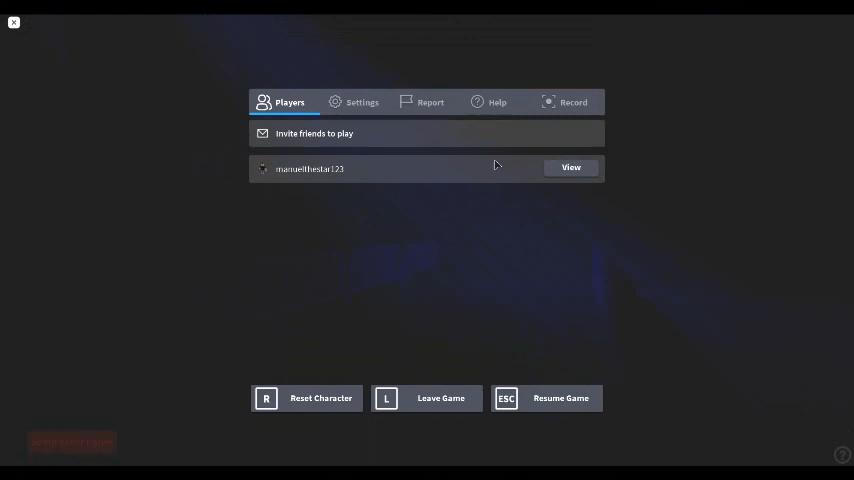 Players Settings Report Help Record
Invite friends to play
manuelthestar123 View
R Reset Character L Leave Game ESC Resume Game